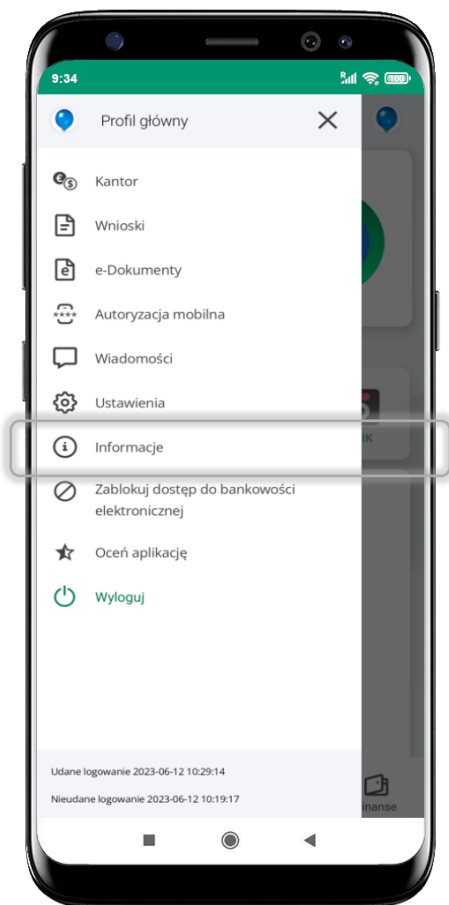 9:34
R
Profil główny
Kantor
Wnioski
e-Dokumenty
Autoryzacja mobilna
Wiadomości
Ustawienia
IK
Informacje
Zablokuj dostęp do bankowości
elektronicznej
Oceń aplikację
Wyloguj
Udane logowanie 2023-06-12 10:29:14
Nieudane logowanie 2023-06-12 10:19:17
inanse